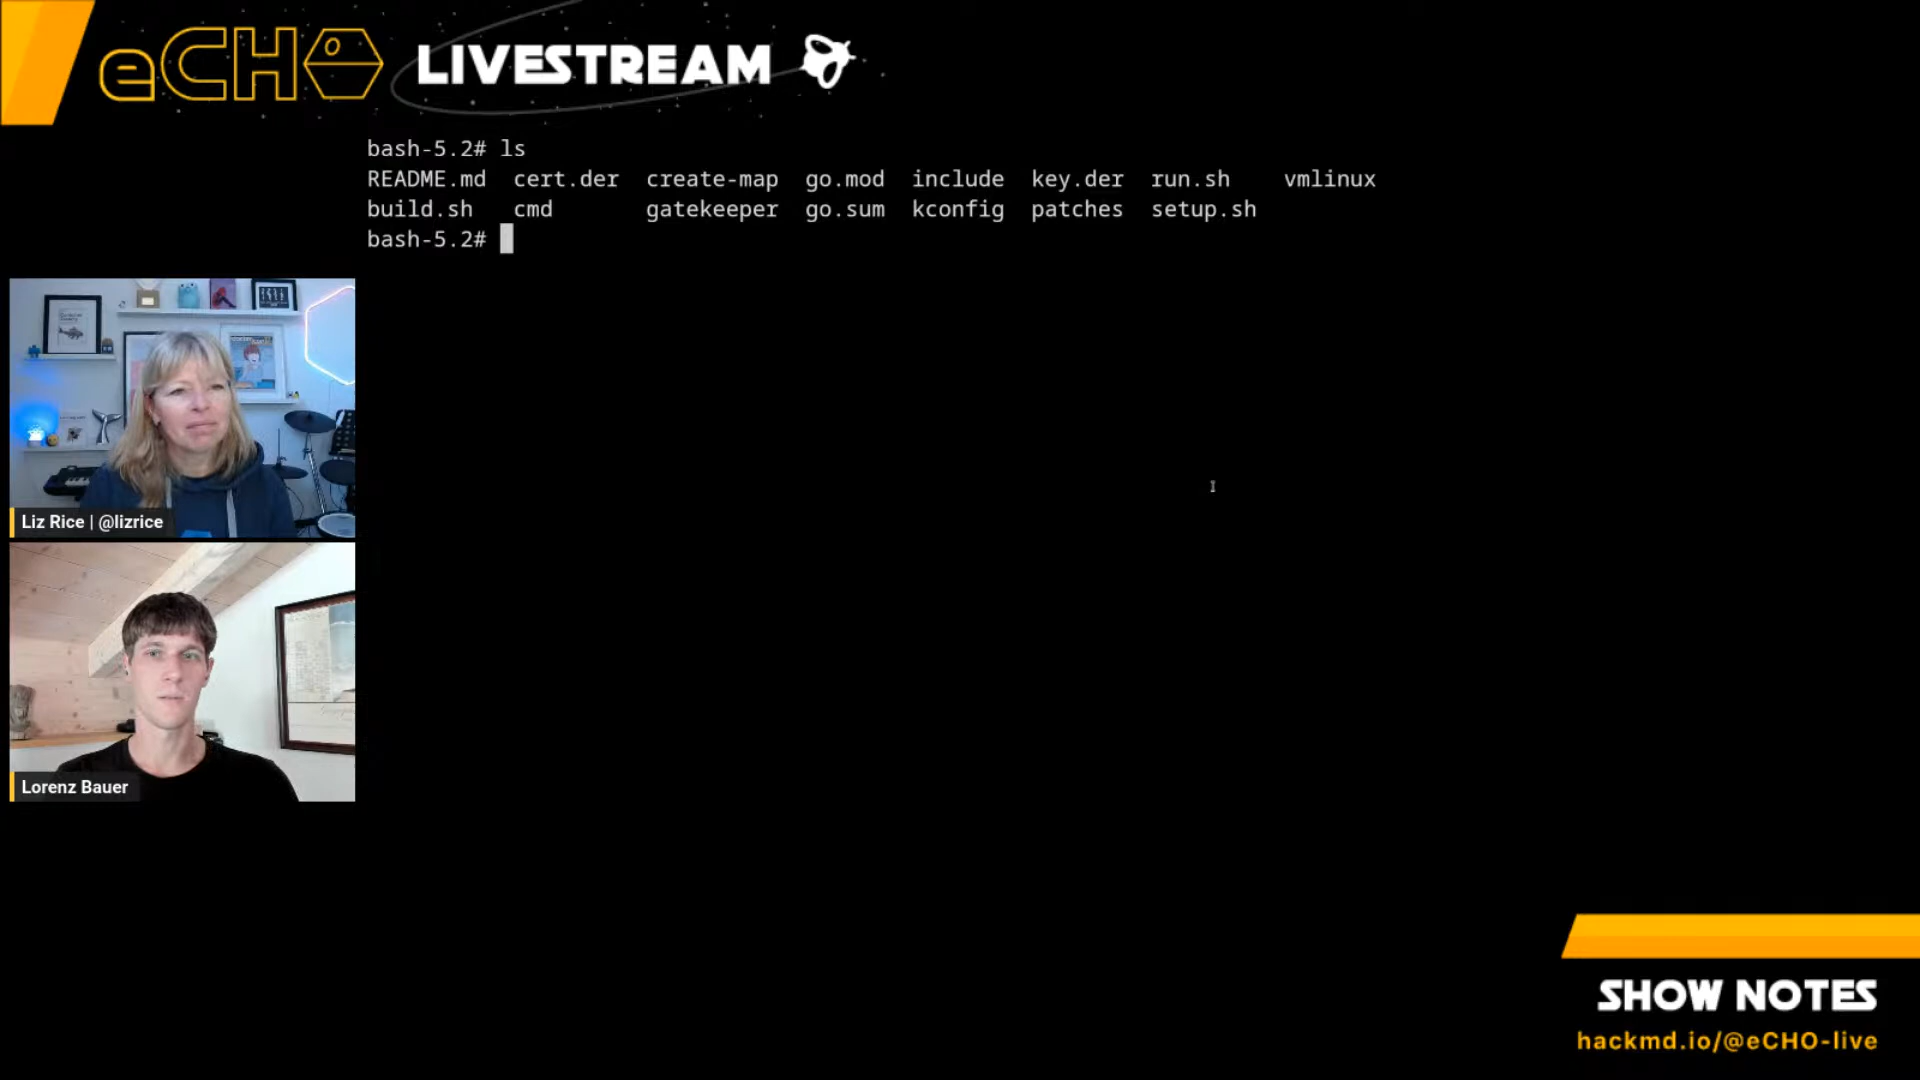 eCHO LIVESTREAM
bash-5.2# ls
README.md cert.der create-map go.mod include key.der run.sh vmlinux
build.sh cmd gatekeeper go.sum kconfig patches setup.sh
bash-5.2#
Liz Rice | @lizrice
Lorenz Bauer
SHOW NOTES
hackmd.io/@eCHO-live